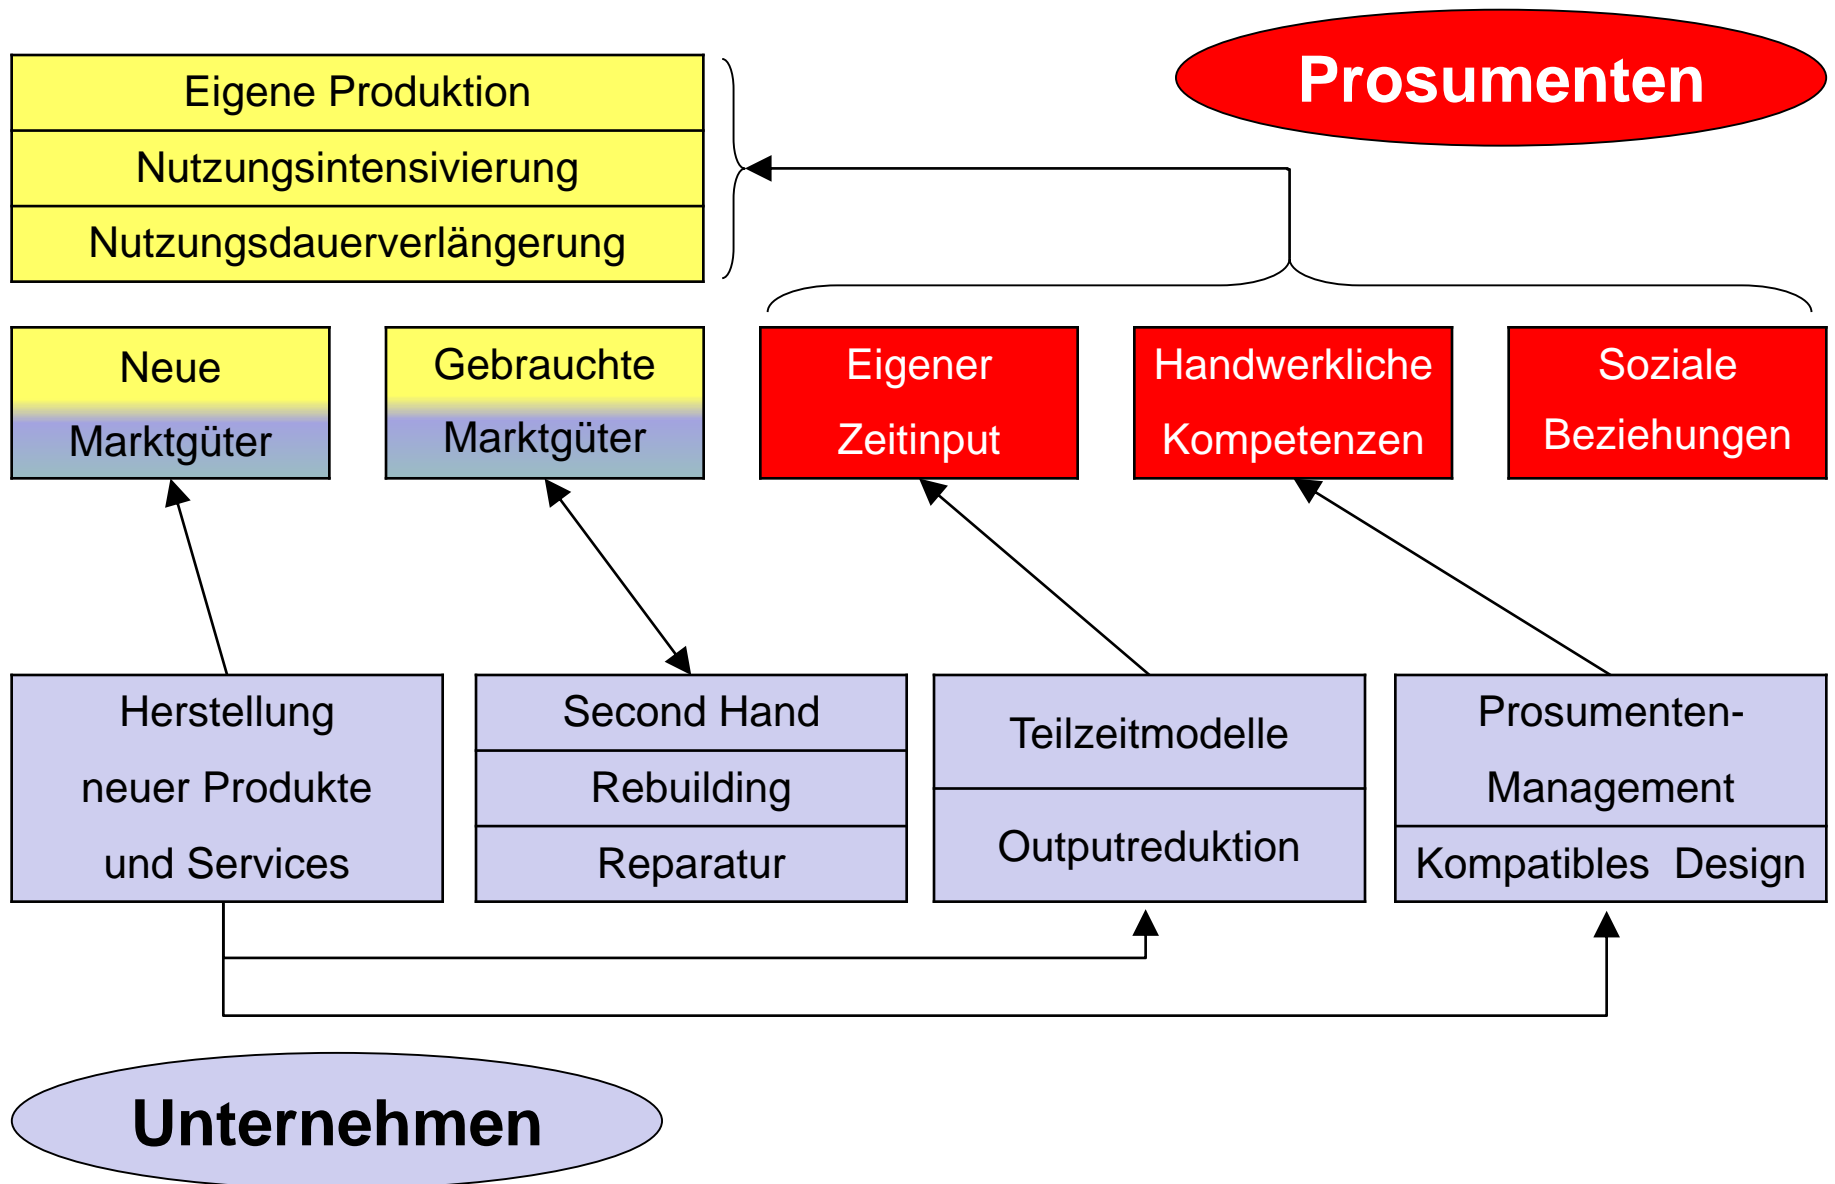 Prosumenten
Eigene Produktion
Nutzungsintensivierung
Nutzungsdauerverlängerung
Neue
Marktgüter
Gebrauchte
Marktgüter
Eigener
Zeitinput
Handwerkliche
Kompetenzen
Soziale
Beziehungen
Herstellung
neuer Produkte
und Services
Second Hand
Rebuilding
Reparatur
Teilzeitmodelle
Outputreduktion
Prosumenten-
Management
Kompatibles Design
Unternehmen